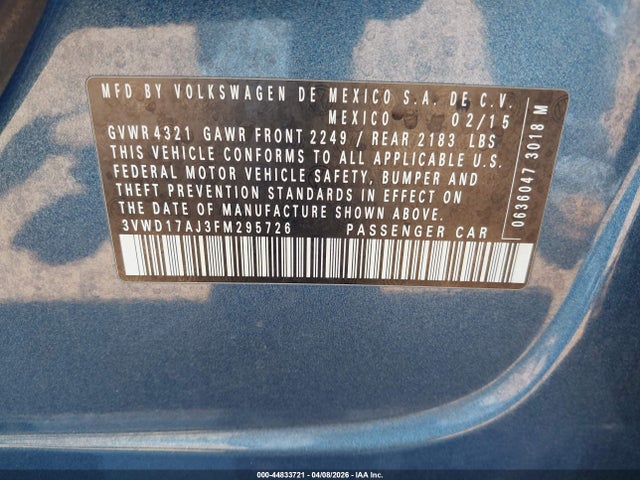 MFD BY VOLKSWAGEN DE MEXICO S.A. DE C.V.
MEXICO 02/15
GVWR 4321 GAWR FRONT 2249 / REAR 2183 LBS
THIS VEHICLE CONFORMS TO ALL APPLICABLE U.S.
FEDERAL MOTOR VEHICLE SAFETY, BUMPER AND
THEFT PREVENTION STANDARDS IN EFFECT ON
THE DATE OF MANUFACTURE SHOWN ABOVE.
3VWD17AJ3FM295726 PASSENGER CAR
0636047 3018 M
000-44833721 | 04/08/2026 | IAA Inc.